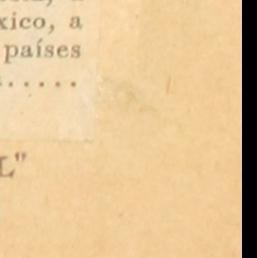 xico, a
países
.....
L"